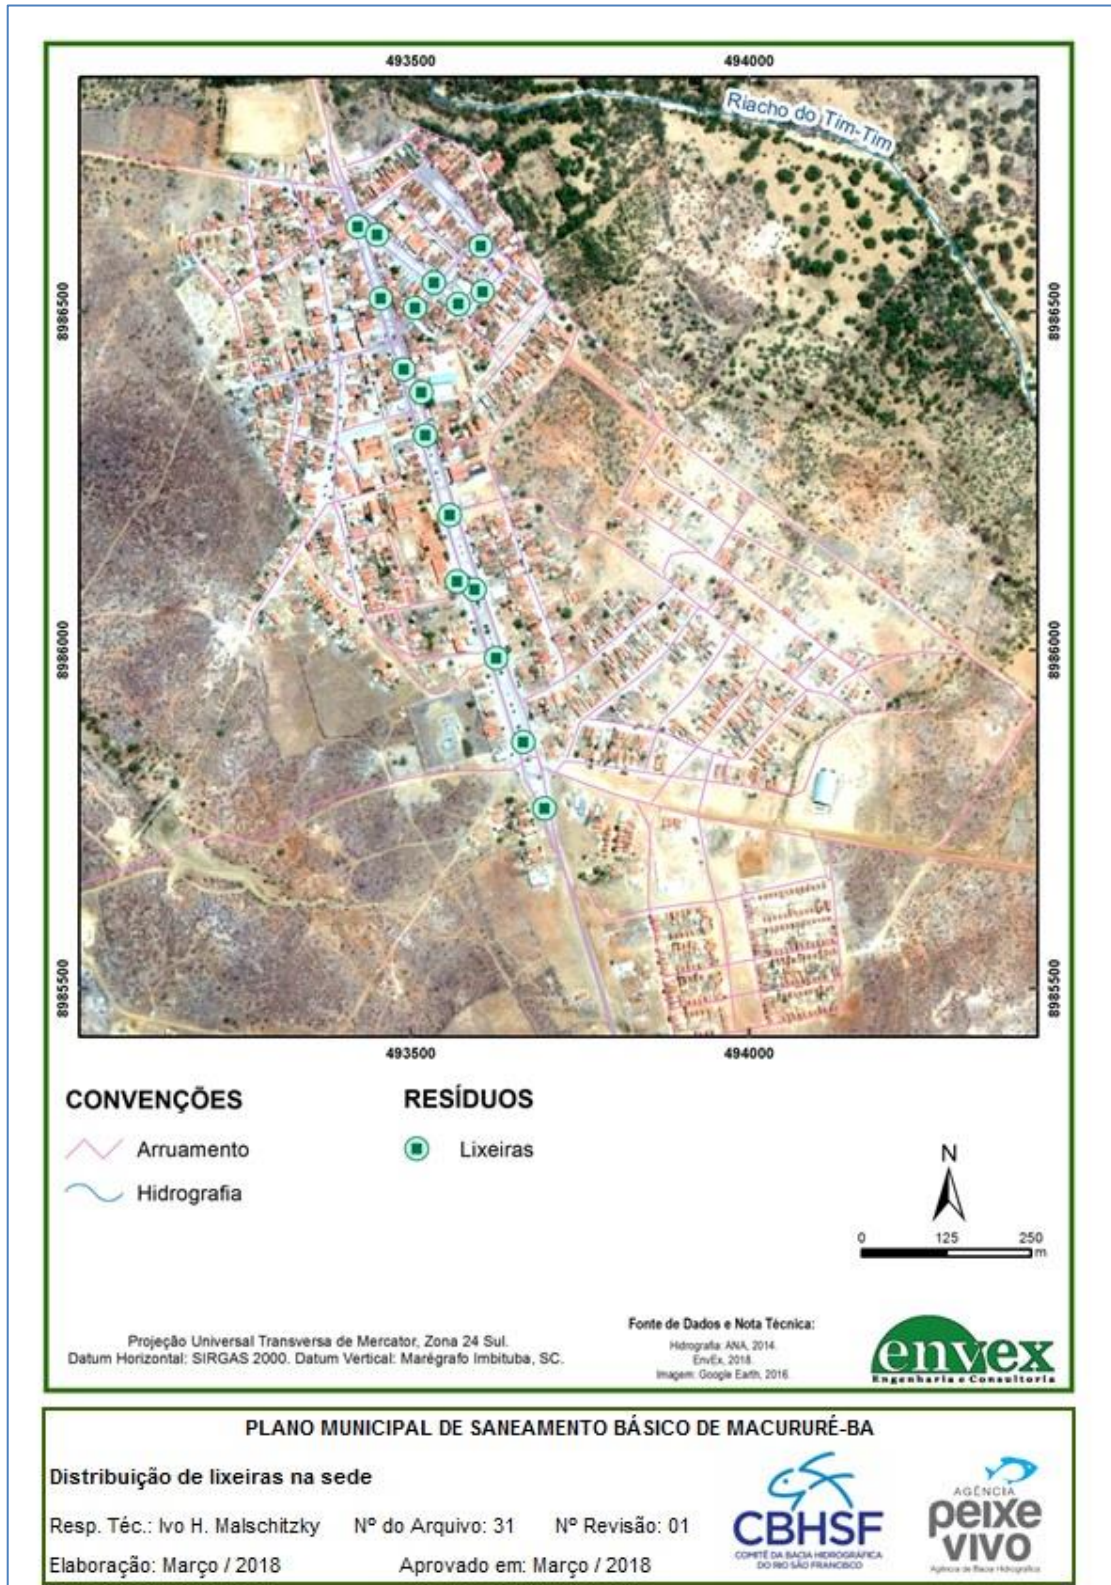 493500 494000
Riacho do Tim-Tim
8986500 8986500
8986000 8986000
8985500 8985500
493500 494000
CONVENÇÕES
Arruamento
Hidrografia
RESÍDUOS
Lixeiras
N
0 125 250
m
Projeção Universal Transversa de Mercator, Zona 24 Sul.
Datum Horizontal: SIRGAS 2000. Datum Vertical: Marégrafo Imbituba, SC.
Fonte de Dados e Nota Técnica:
Hidrografia: ANA, 2014.
EnvEx, 2018.
Imagem: Google Earth, 2016.
envex
Engenharia e Consultoria
PLANO MUNICIPAL DE SANEAMENTO BÁSICO DE MACURURÉ-BA
Distribuição de lixeiras na sede
Resp. Téc.: Ivo H. Malschitzky Nº do Arquivo: 31 Nº Revisão: 01
Elaboração: Março / 2018 Aprovado em: Março / 2018
CBHSF
COMITÊ DA BACIA HIDROGRÁFICA
DO RIO SÃO FRANCISCO
AGÊNCIA
peixe
vivo
Agência de Bacia Hidrográfica